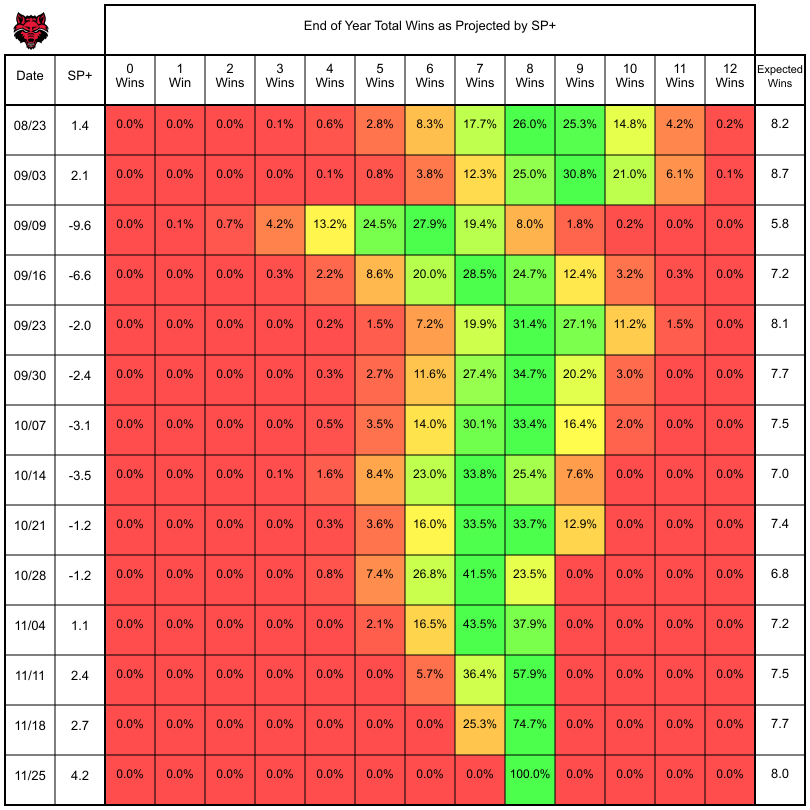 End of Year Total Wins as Projected by SP+
Date SP+ 0 Wins 1 Win 2 Wins 3 Wins 4 Wins 5 Wins 6 Wins 7 Wins 8 Wins 9 Wins 10 Wins 11 Wins 12 Wins Expected Wins
08/23 1.4 0.0% 0.0% 0.0% 0.1% 0.6% 2.8% 8.3% 17.7% 26.0% 25.3% 14.8% 4.2% 0.2% 8.2
09/03 2.1 0.0% 0.0% 0.0% 0.0% 0.1% 0.8% 3.8% 12.3% 25.0% 30.8% 21.0% 6.1% 0.1% 8.7
09/09 -9.6 0.0% 0.1% 0.7% 4.2% 13.2% 24.5% 27.9% 19.4% 8.0% 1.8% 0.2% 0.0% 0.0% 5.8
09/16 -6.6 0.0% 0.0% 0.0% 0.3% 2.2% 8.6% 20.0% 28.5% 24.7% 12.4% 3.2% 0.3% 0.0% 7.2
09/23 -2.0 0.0% 0.0% 0.0% 0.0% 0.2% 1.5% 7.2% 19.9% 31.4% 27.1% 11.2% 1.5% 0.0% 8.1
09/30 -2.4 0.0% 0.0% 0.0% 0.0% 0.3% 2.7% 11.6% 27.4% 34.7% 20.2% 3.0% 0.0% 0.0% 7.7
10/07 -3.1 0.0% 0.0% 0.0% 0.0% 0.5% 3.5% 14.0% 30.1% 33.4% 16.4% 2.0% 0.0% 0.0% 7.5
10/14 -3.5 0.0% 0.0% 0.0% 0.1% 1.6% 8.4% 23.0% 33.8% 25.4% 7.6% 0.0% 0.0% 0.0% 7.0
10/21 -1.2 0.0% 0.0% 0.0% 0.0% 0.3% 3.6% 16.0% 33.5% 33.7% 12.9% 0.0% 0.0% 0.0% 7.4
10/28 -1.2 0.0% 0.0% 0.0% 0.0% 0.8% 7.4% 26.8% 41.5% 23.5% 0.0% 0.0% 0.0% 0.0% 6.8
11/04 1.1 0.0% 0.0% 0.0% 0.0% 0.0% 2.1% 16.5% 43.5% 37.9% 0.0% 0.0% 0.0% 0.0% 7.2
11/11 2.4 0.0% 0.0% 0.0% 0.0% 0.0% 0.0% 5.7% 36.4% 57.9% 0.0% 0.0% 0.0% 0.0% 7.5
11/18 2.7 0.0% 0.0% 0.0% 0.0% 0.0% 0.0% 0.0% 25.3% 74.7% 0.0% 0.0% 0.0% 0.0% 7.7
11/25 4.2 0.0% 0.0% 0.0% 0.0% 0.0% 0.0% 0.0% 0.0% 100.0% 0.0% 0.0% 0.0% 0.0% 8.0